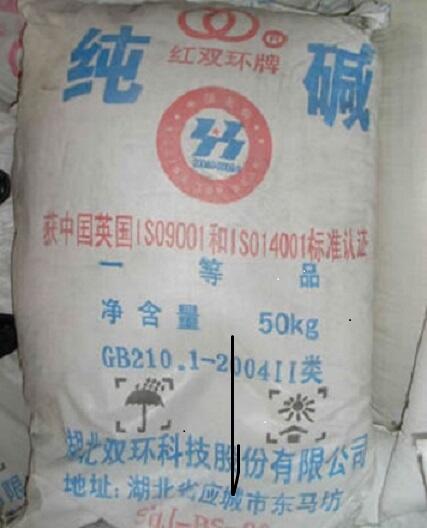 红双环牌
纯 碱
获中国英国ISO9001和ISO14001标准认证
一等品
净含量 50kg
GB210.1-2004II类
湖北双环科技股份有限公司
地址:湖北省应城市东马坊